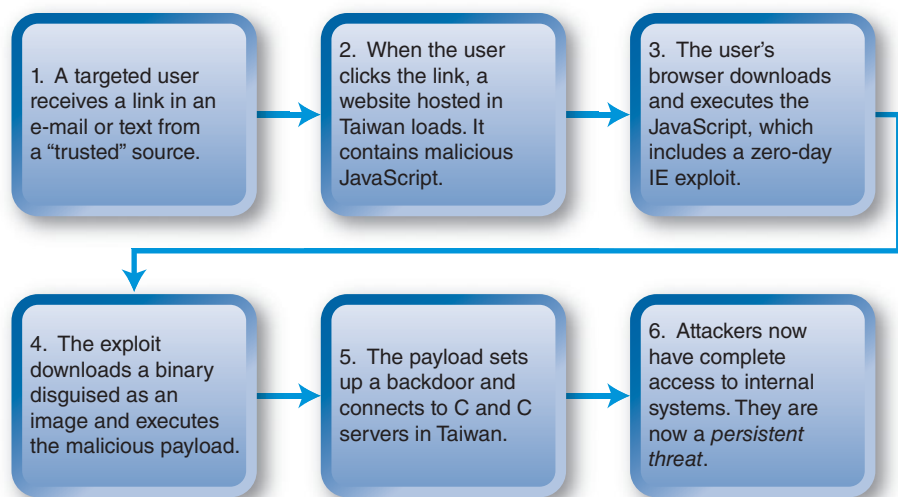 1. A targeted user
receives a link in an
e-mail or text from
a “trusted” source.
2. When the user
clicks the link, a
website hosted in
Taiwan loads. It
contains malicious
JavaScript.
3. The user’s
browser downloads
and executes the
JavaScript, which
includes a zero-day
IE exploit.
4. The exploit
downloads a binary
disguised as an
image and executes
the malicious payload.
5. The payload sets
up a backdoor and
connects to C and C
servers in Taiwan.
6. Attackers now
have complete
access to internal
systems. They are
now a persistent
threat.